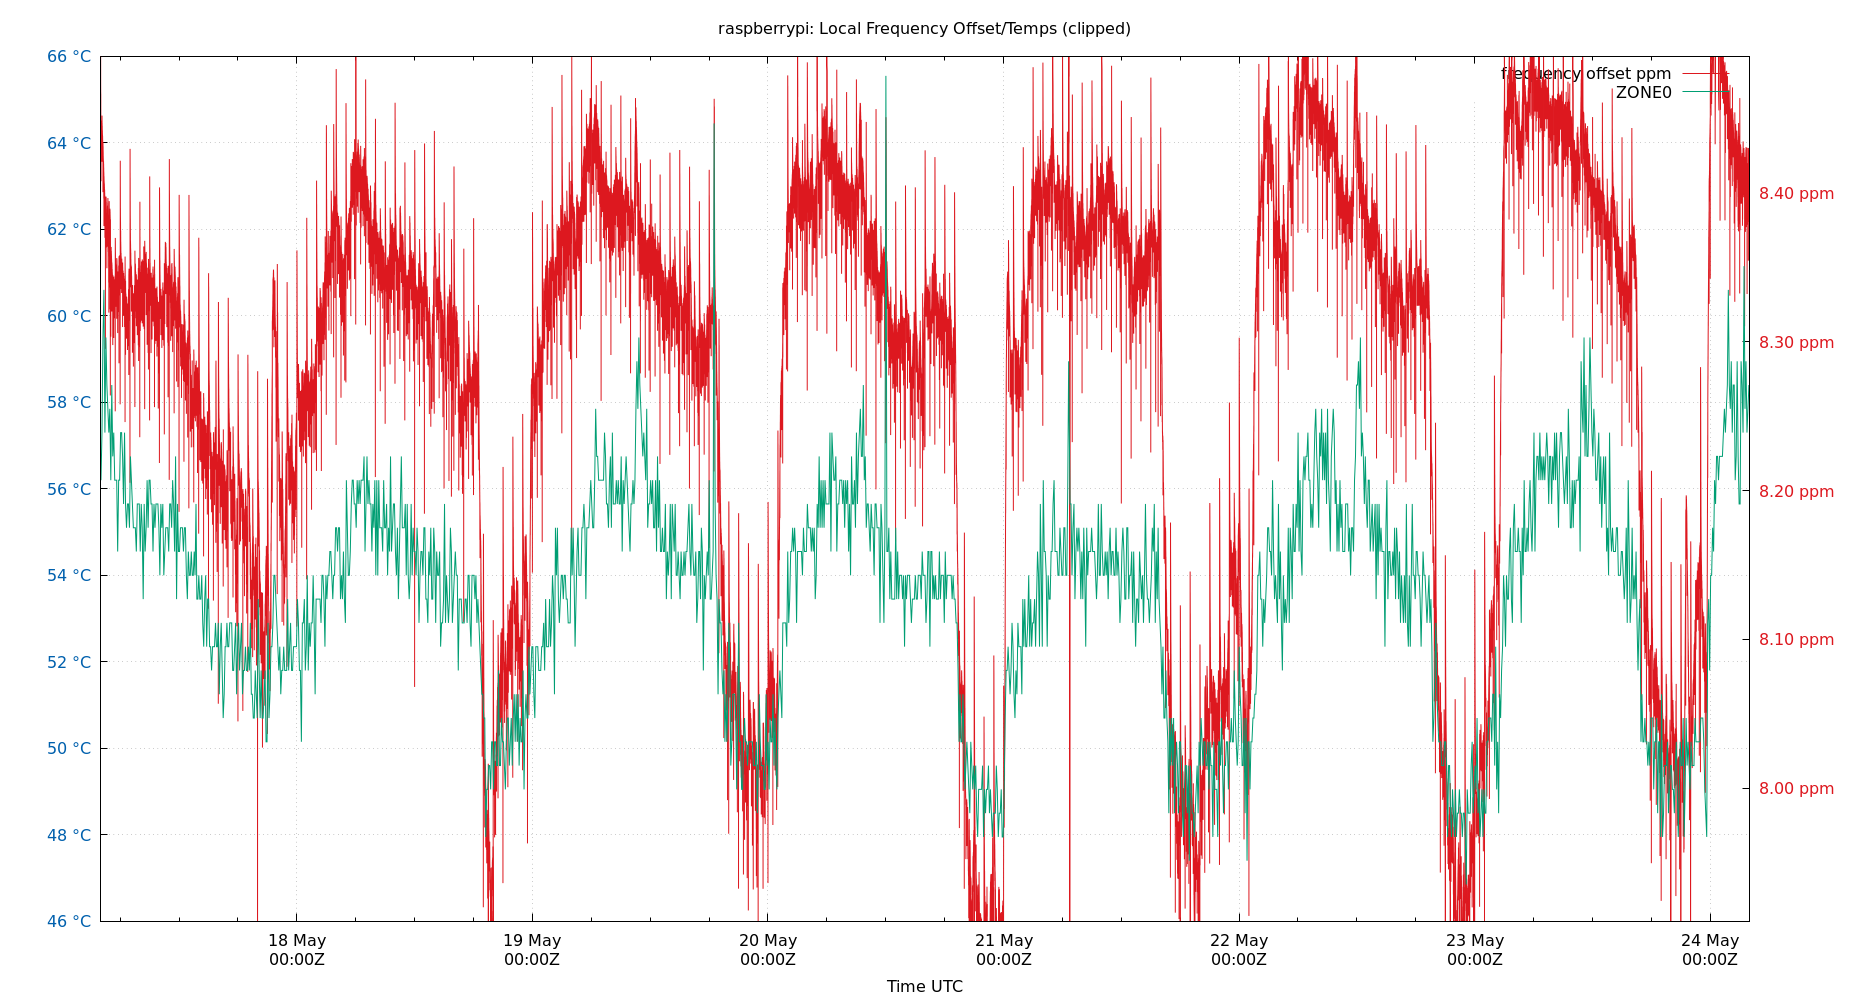 raspberrypi: Local Frequency Offset/Temps (clipped)
66 °C
64 °C
62 °C
60 °C
58 °C
56 °C
54 °C
52 °C
50 °C
48 °C
46 °C
frequency offset ppm
ZONE0
8.40 ppm
8.30 ppm
8.20 ppm
8.10 ppm
8.00 ppm
18 May
00:00Z
19 May
00:00Z
20 May
00:00Z
21 May
00:00Z
22 May
00:00Z
23 May
00:00Z
24 May
00:00Z
Time UTC